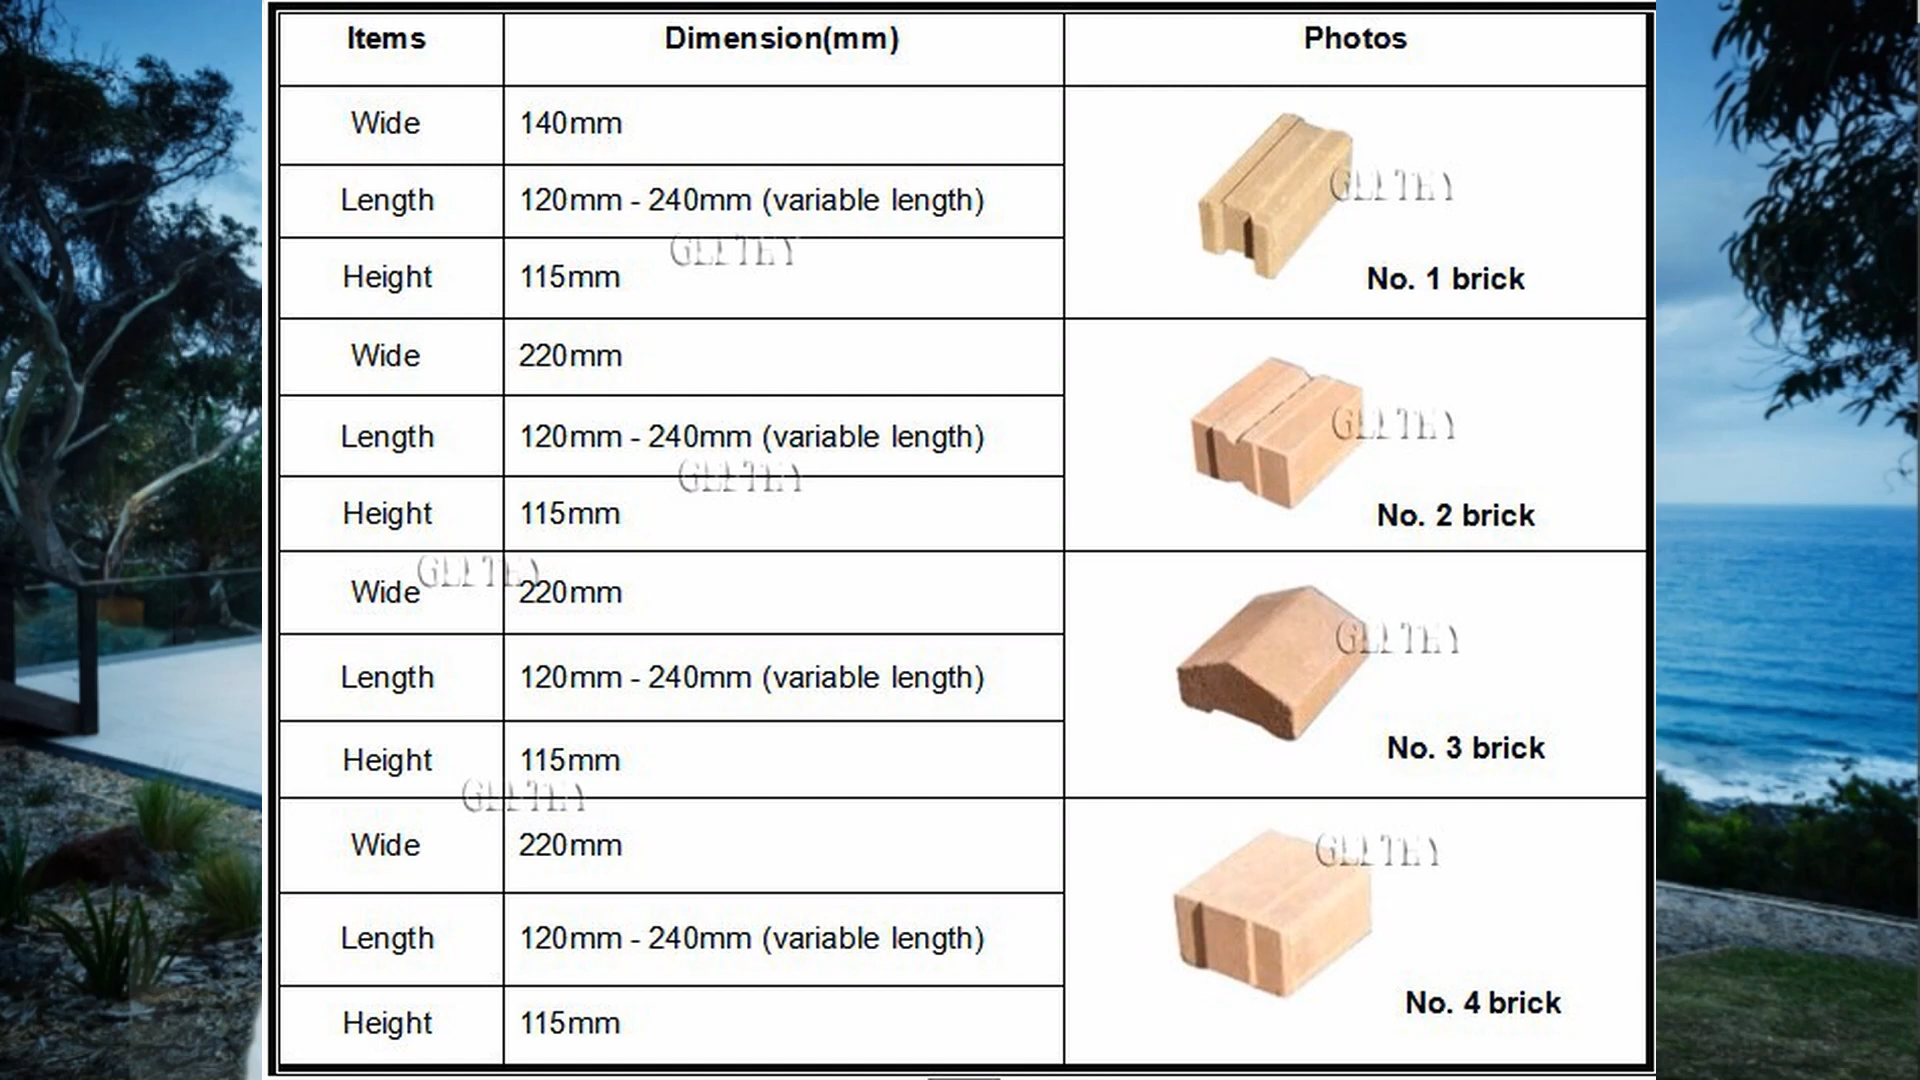 Items Dimension(mm) Photos
Wide 140mm
Length 120mm - 240mm (variable length)
Height 115mm
No. 1 brick
Wide 220mm
Length 120mm - 240mm (variable length)
Height 115mm
No. 2 brick
Wide 220mm
Length 120mm - 240mm (variable length)
Height 115mm
No. 3 brick
Wide 220mm
Length 120mm - 240mm (variable length)
Height 115mm
No. 4 brick